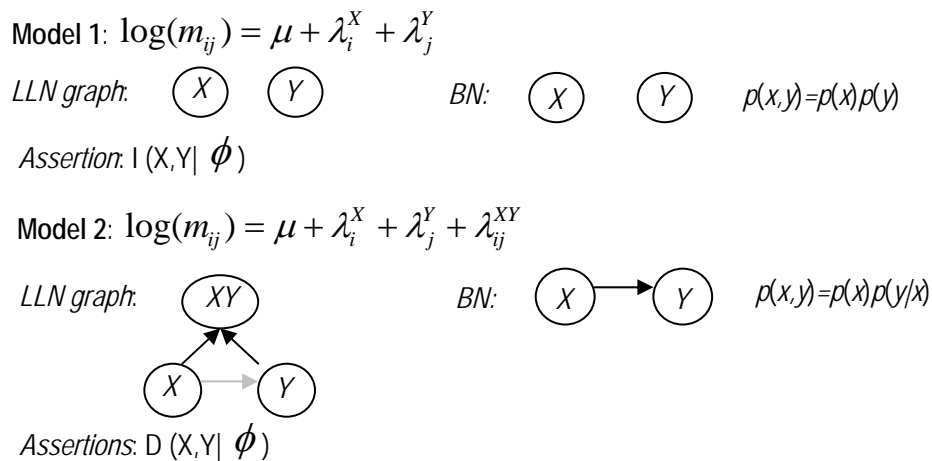 Model 1: log(m_ij) = μ + λ_i^X + λ_j^Y
LLN graph: X Y BN: X Y p(x,y)=p(x)p(y)
Assertion: I (X,Y| ϕ)
Model 2: log(m_ij) = μ + λ_i^X + λ_j^Y + λ_ij^XY
LLN graph: XY BN: X Y p(x,y)=p(x)p(y/x)
X Y
Assertions: D (X,Y| ϕ)